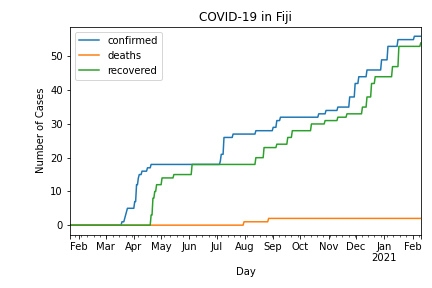 COVID-19 in Fiji
confirmed
deaths
recovered
Number of Cases
50
40
30
20
10
0
Feb Mar Apr May Jun Jul Aug Sep Oct Nov Dec Jan Feb
2021
Day